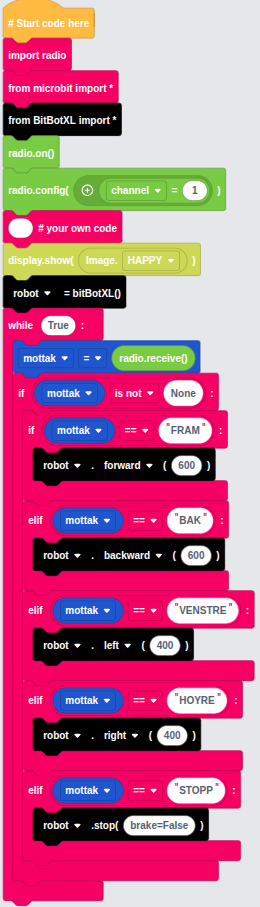 # Start code here
import radio
from microbit import *
from BitBotXL import *
radio.on()
radio.config( channel = 1 )
# your own code
display.show( Image. HAPPY )
robot = bitBotXL()
while True :
mottak = radio.receive()
if mottak is not None :
if mottak == "FRAM" :
robot . forward ( 600 )
elif mottak == "BAK" :
robot . backward ( 600 )
elif mottak == "VENSTRE" :
robot . left ( 400 )
elif mottak == "HOYRE" :
robot . right ( 400 )
elif mottak == "STOPP" :
robot .stop( brake=False )